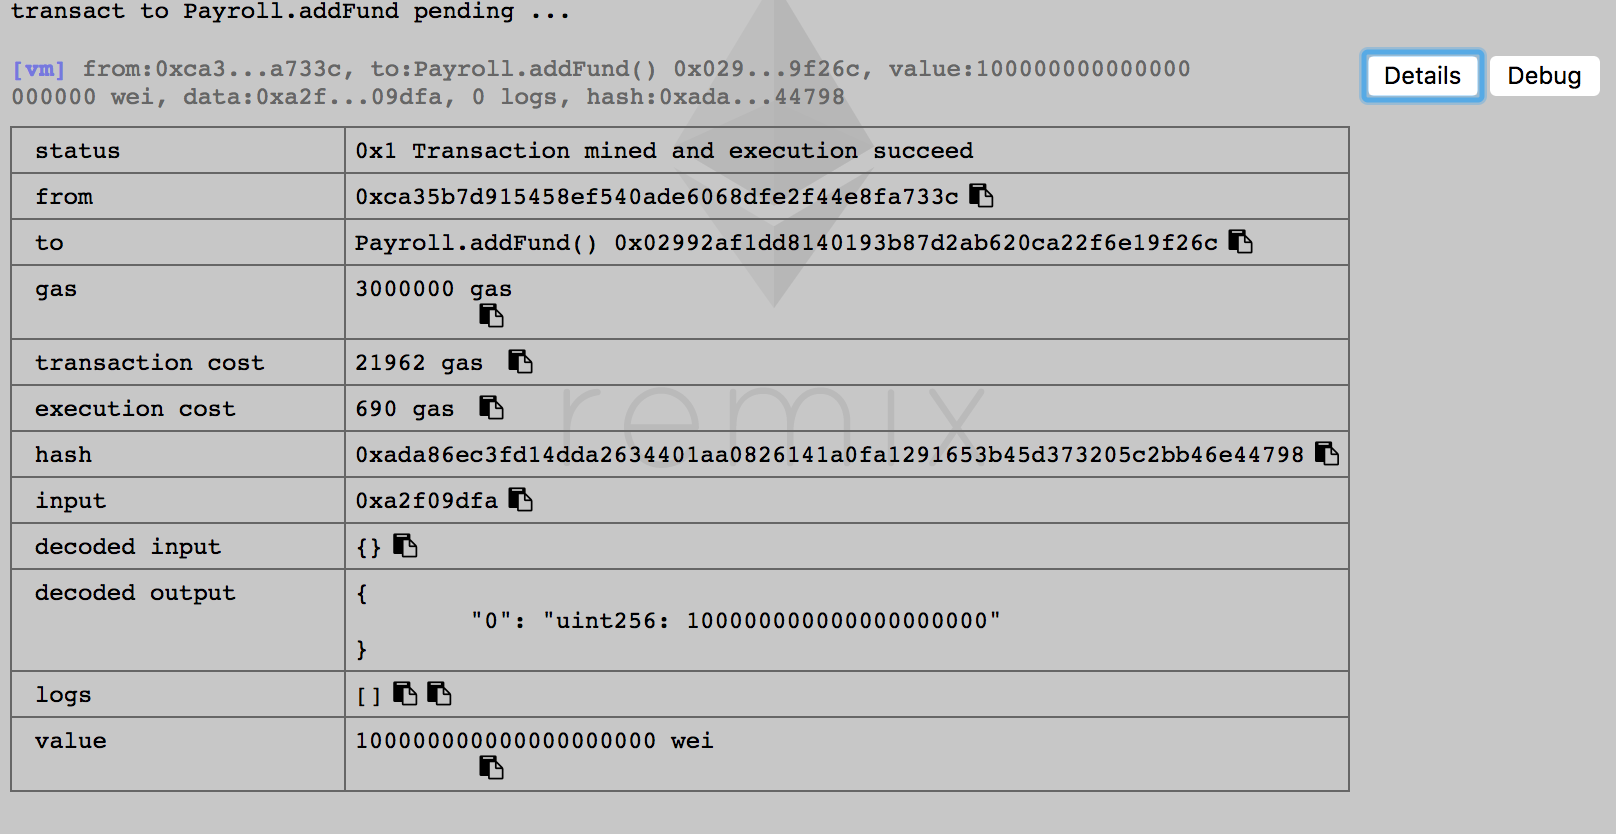 transact to Payroll.addFund pending ...
[vm] from:0xca3...a733c, to:Payroll.addFund() 0x029...9f26c, value:100000000000000
000000 wei, data:0xa2f...09dfa, 0 logs, hash:0xada...44798
Details Debug
status 0x1 Transaction mined and execution succeed
from 0xca35b7d915458ef540ade6068dfe2f44e8fa733c
to Payroll.addFund() 0x02992af1dd8140193b87d2ab620ca22f6e19f26c
gas 3000000 gas
transaction cost 21962 gas
execution cost 690 gas
remix
hash 0xada86ec3fd14dda2634401aa0826141a0fa1291653b45d373205c2bb46e44798
input 0xa2f09dfa
decoded input {}
decoded output {
"0": "uint256: 100000000000000000000"
}
logs []
value 100000000000000000000 wei